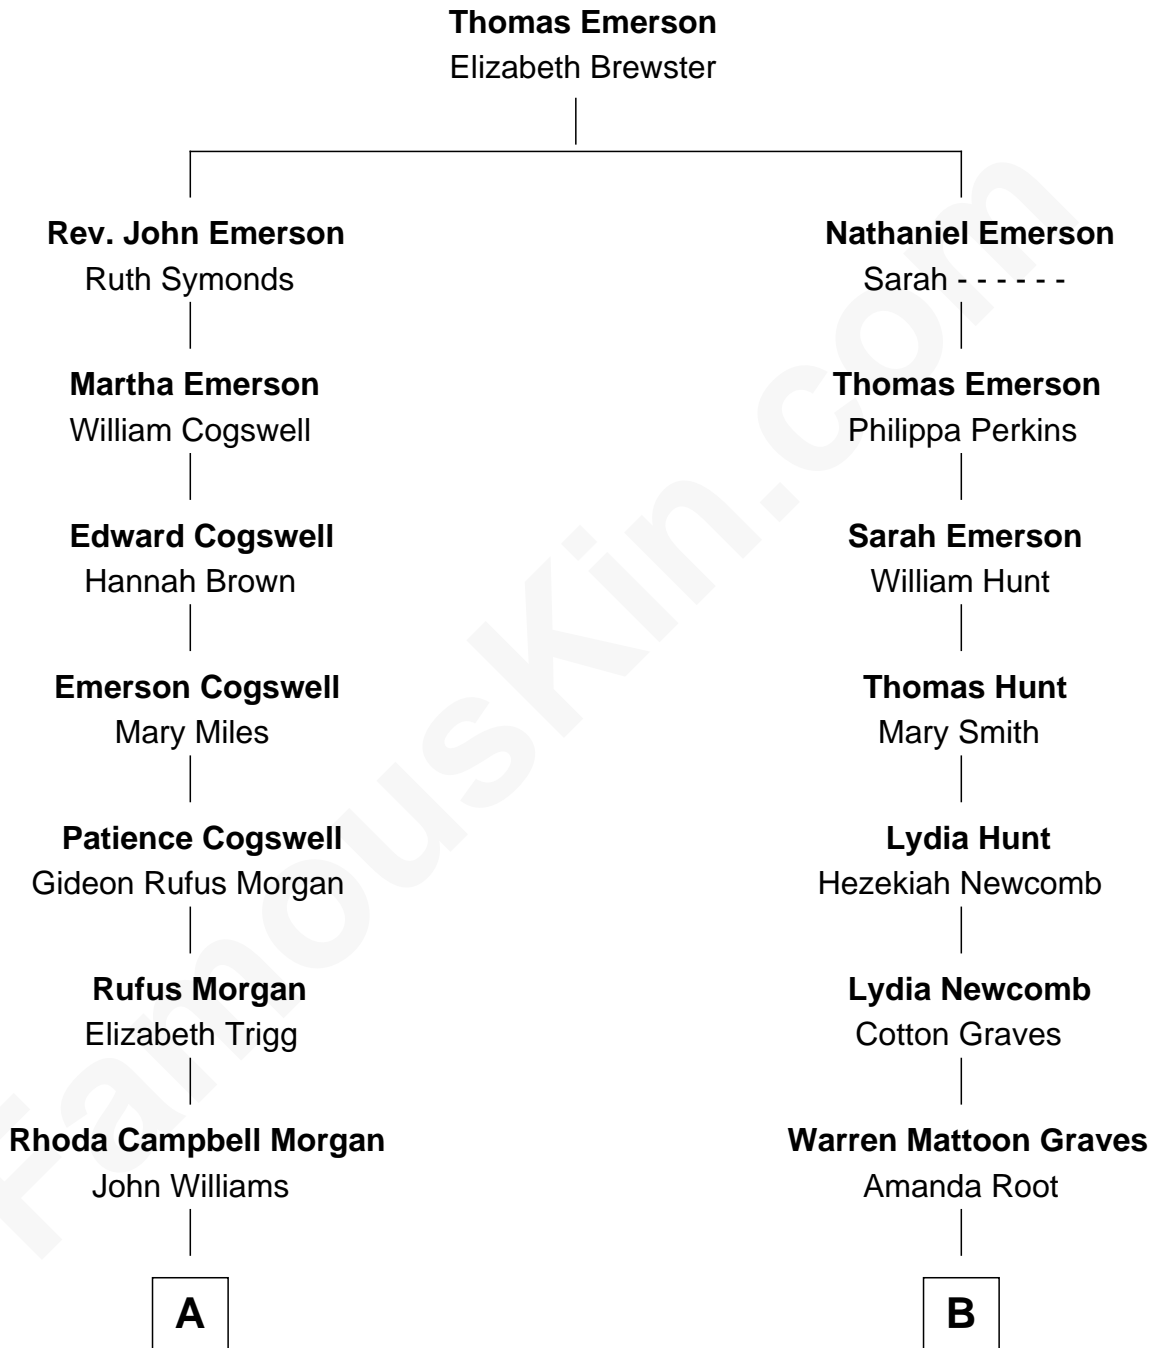 Thomas Emerson
Elizabeth Brewster
Rev. John Emerson
Ruth Symonds
Nathaniel Emerson
Sarah - - - - - -
Martha Emerson
William Cogswell
Thomas Emerson
Philippa Perkins
Edward Cogswell
Hannah Brown
Sarah Emerson
William Hunt
Emerson Cogswell
Mary Miles
Thomas Hunt
Mary Smith
Patience Cogswell
Gideon Rufus Morgan
Lydia Hunt
Hezekiah Newcomb
Rufus Morgan
Elizabeth Trigg
Lydia Newcomb
Cotton Graves
Rhoda Campbell Morgan
John Williams
Warren Mattoon Graves
Amanda Root
A
B
FamousKin.com